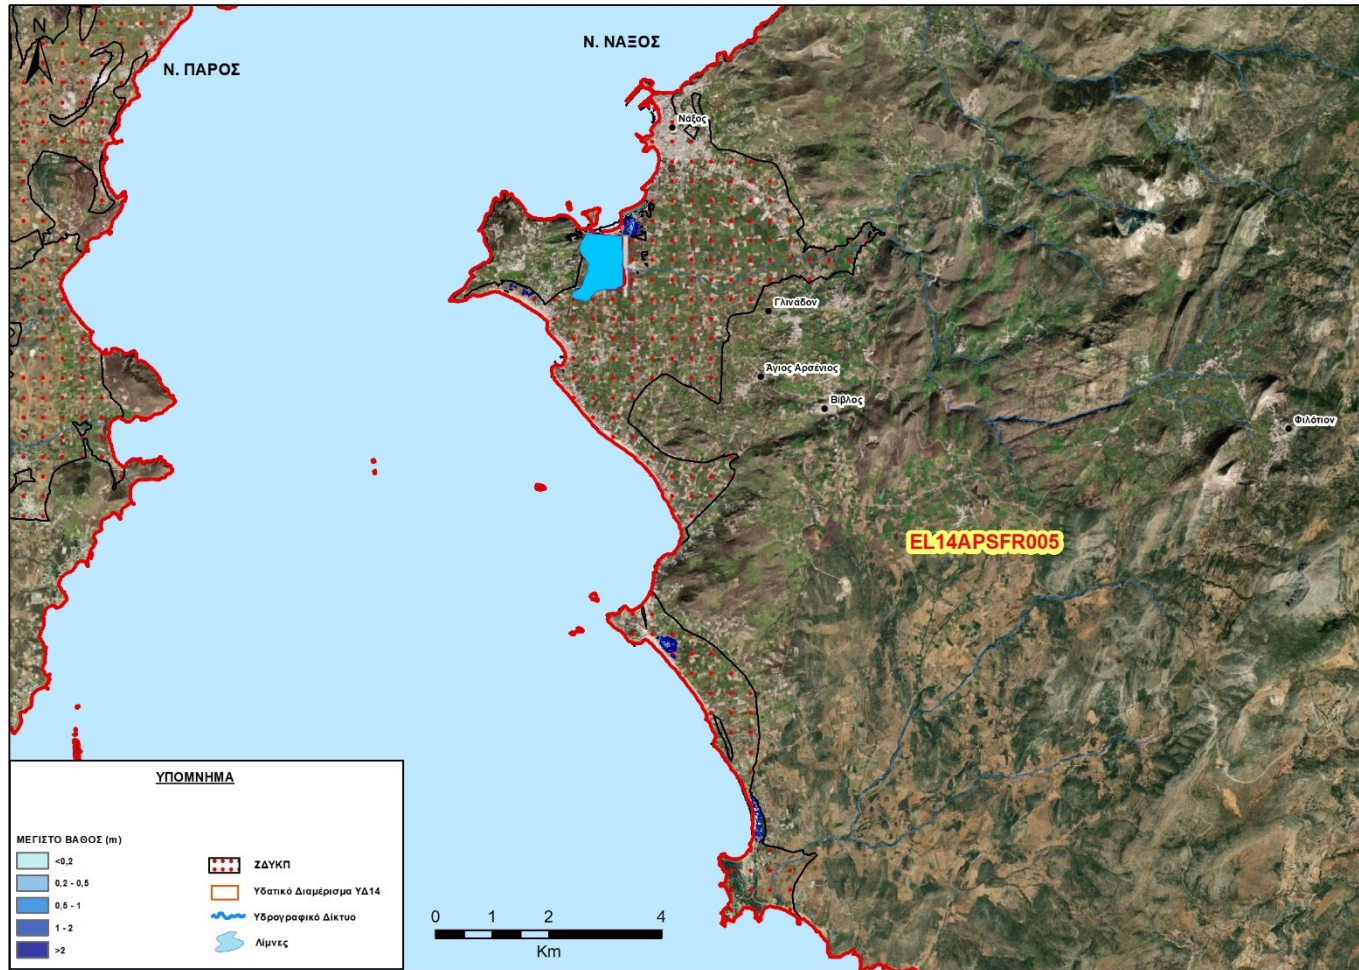 N
Ν. ΠΑΡΟΣ
Ν. ΝΑΞΟΣ
Νάξος
Γλινάδον
Άγιος Αρσένιος
Βίβλος
Φιλότιον
EL14APSFR005
ΥΠΟΜΝΗΜΑ
ΜΕΓΙΣΤΟ ΒΑΘΟΣ (m)
<0,2
0,2 - 0,5
0,5 - 1
1 - 2
>2
ΖΔΥΚΠ
Υδατικό Διαμέρισμα ΥΔ14
Υδρογραφικό Δίκτυο
Λίμνες
0 1 2 4
Km